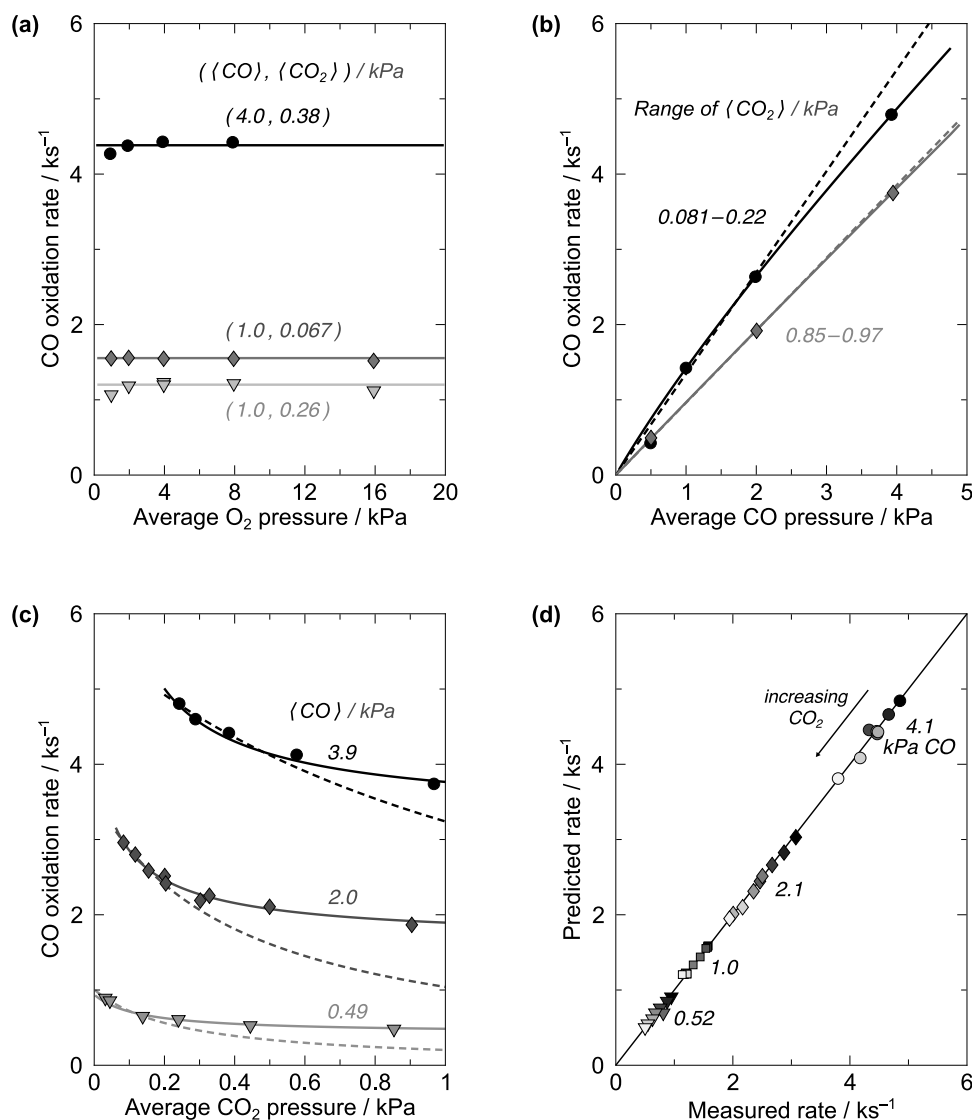 (a)
6
4
2
0
CO oxidation rate / ks⁻¹
(⟨CO⟩, ⟨CO₂⟩) / kPa
(4.0, 0.38)
(1.0, 0.067)
(1.0, 0.26)
0 4 8 12 16 20
Average O₂ pressure / kPa
(b)
6
4
2
0
CO oxidation rate / ks⁻¹
Range of ⟨CO₂⟩ / kPa
0.081–0.22
0.85–0.97
0 1 2 3 4 5
Average CO pressure / kPa
(c)
6
4
2
0
CO oxidation rate / ks⁻¹
⟨CO⟩ / kPa
3.9
2.0
0.49
0 0.2 0.4 0.6 0.8 1
Average CO₂ pressure / kPa
(d)
6
4
2
0
Predicted rate / ks⁻¹
increasing
CO₂
4.1
kPa CO
2.1
1.0
0.52
0 2 4 6
Measured rate / ks⁻¹